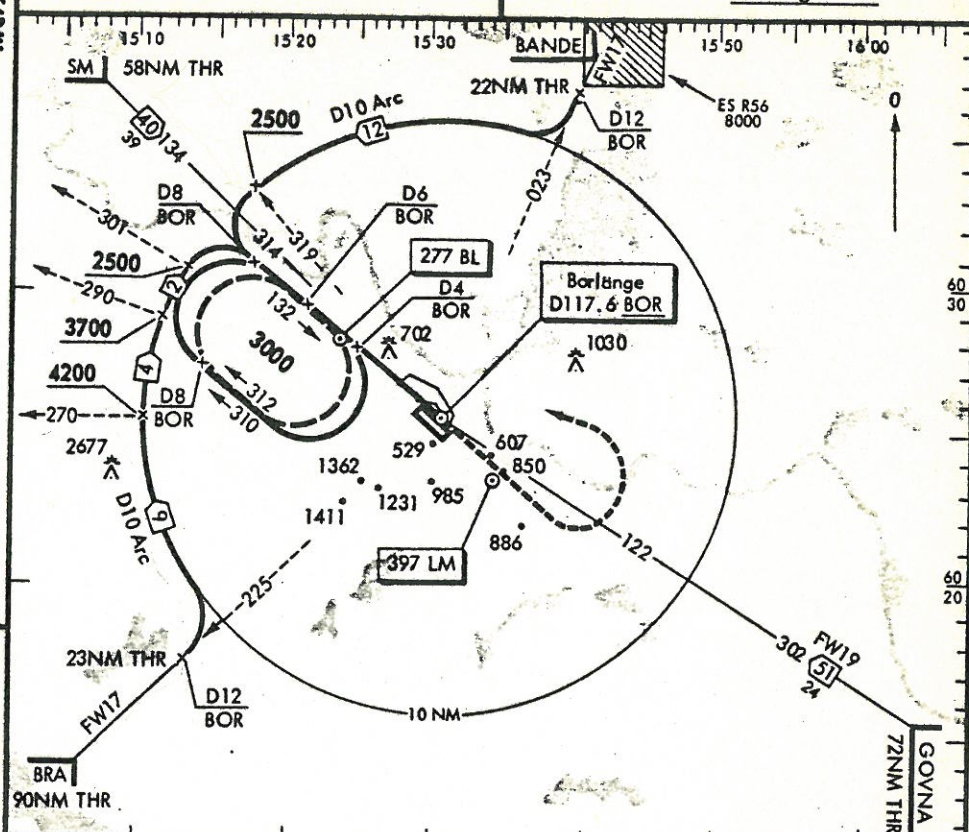 15 10
15 20
15 30
15 50
16 00
BANDE
FW17
SM
58NM THR
22NM THR
ES R56
8000
0
D10 Arc
12
2500
D12
BOR
40
39
134
D8
BOR
D6
BOR
023
301
314
319
277 BL
2500
2
290
132
D4
BOR
Borlänge
D117.6 BOR
60
30
3700
702
1030
3000
4
4200
D8
BOR
312
310
270
2677
529
607
850
1362
1231
985
1411
886
D10 Arc
6
397 LM
122
225
60
20
302
FW19
51
24
23NM THR
D12
BOR
FW17
10 NM
BRA
90NM THR
72NM THR
GOVNA